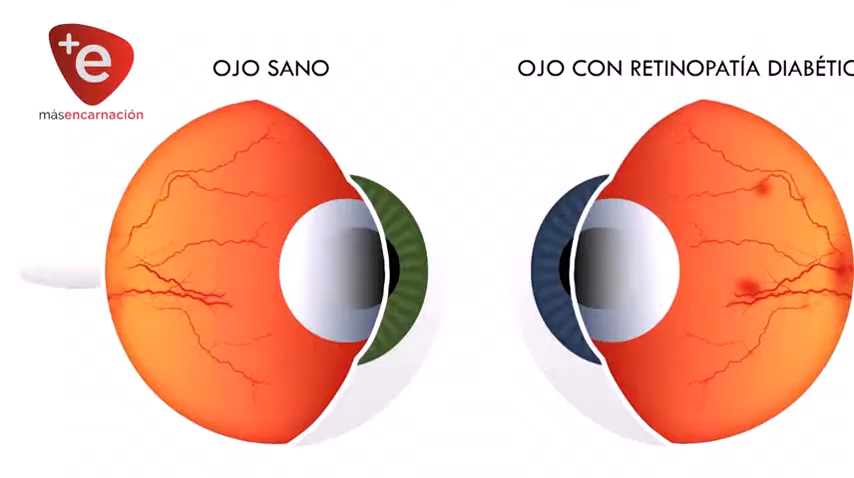 +e
másencarnación
OJO SANO
OJO CON RETINOPATÍA DIABÉTIC